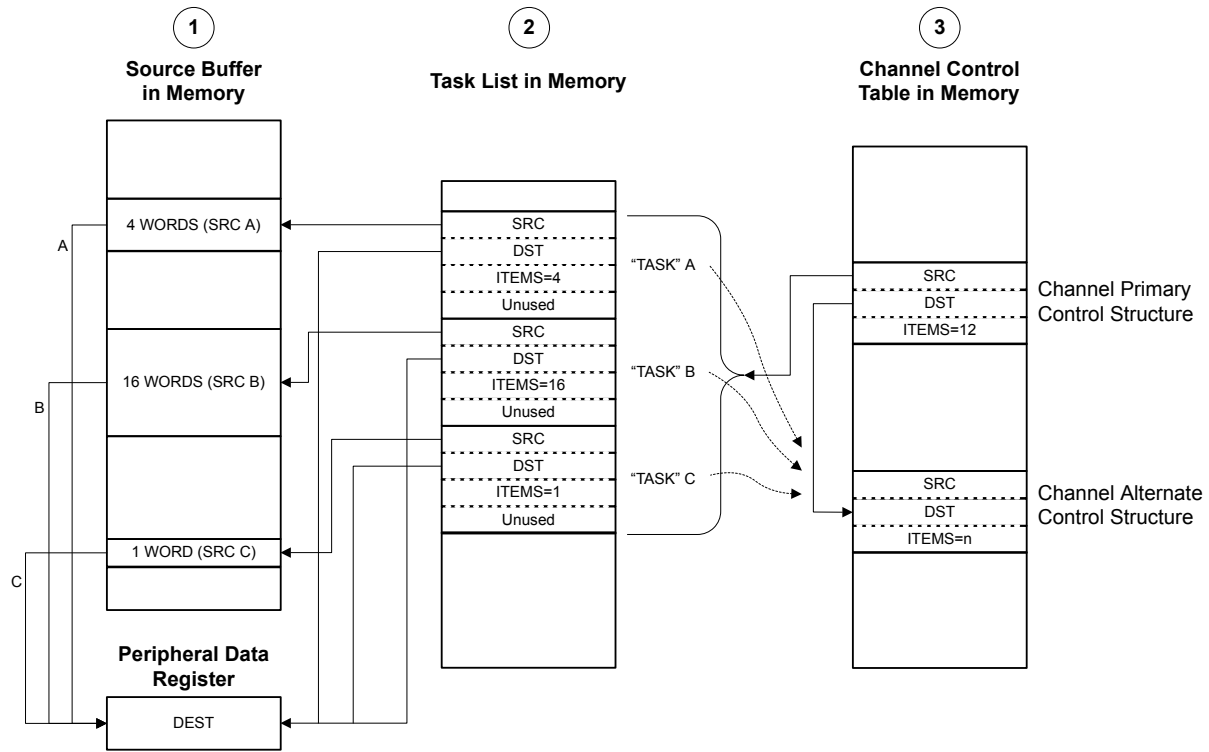 1
2
3
Source Buffer
in Memory
Task List in Memory
Channel Control
Table in Memory
4 WORDS (SRC A)
16 WORDS (SRC B)
1 WORD (SRC C)
A
B
C
Peripheral Data
Register
DEST
SRC
DST
ITEMS=4
Unused
SRC
DST
ITEMS=16
Unused
SRC
DST
ITEMS=1
Unused
“TASK” A
“TASK” B
“TASK” C
SRC
DST
ITEMS=12
Channel Primary
Control Structure
SRC
DST
ITEMS=n
Channel Alternate
Control Structure